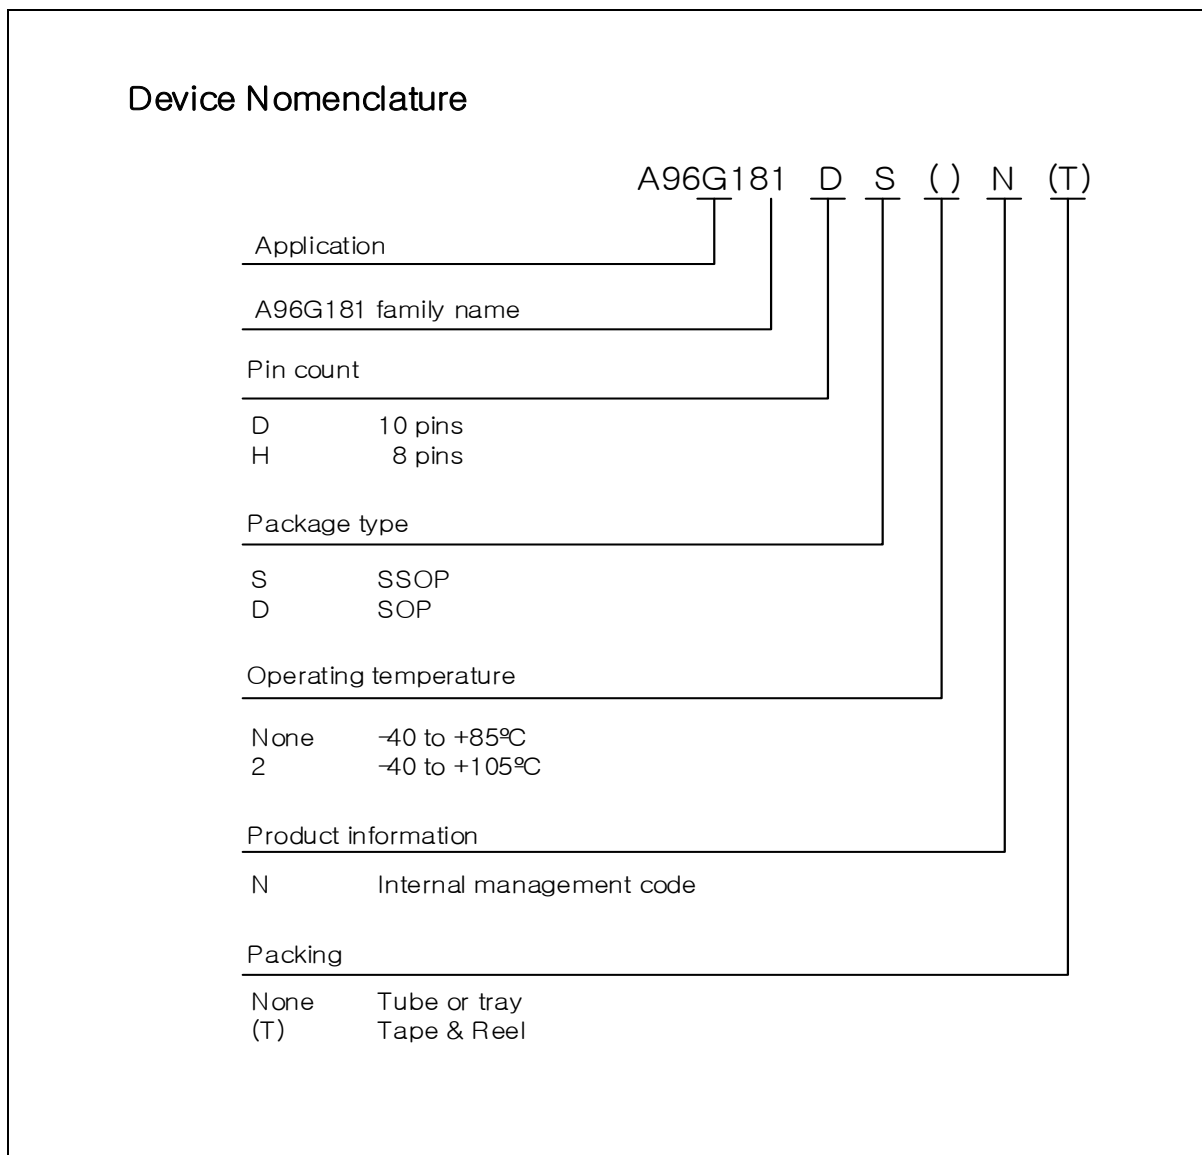 Device Nomenclature
A96G181 D S ( ) N (T)
Application
A96G181 family name
Pin count
D 10 pins
H 8 pins
Package type
S SSOP
D SOP
Operating temperature
None -40 to +85ºC
2 -40 to +105ºC
Product information
N Internal management code
Packing
None Tube or tray
(T) Tape & Reel